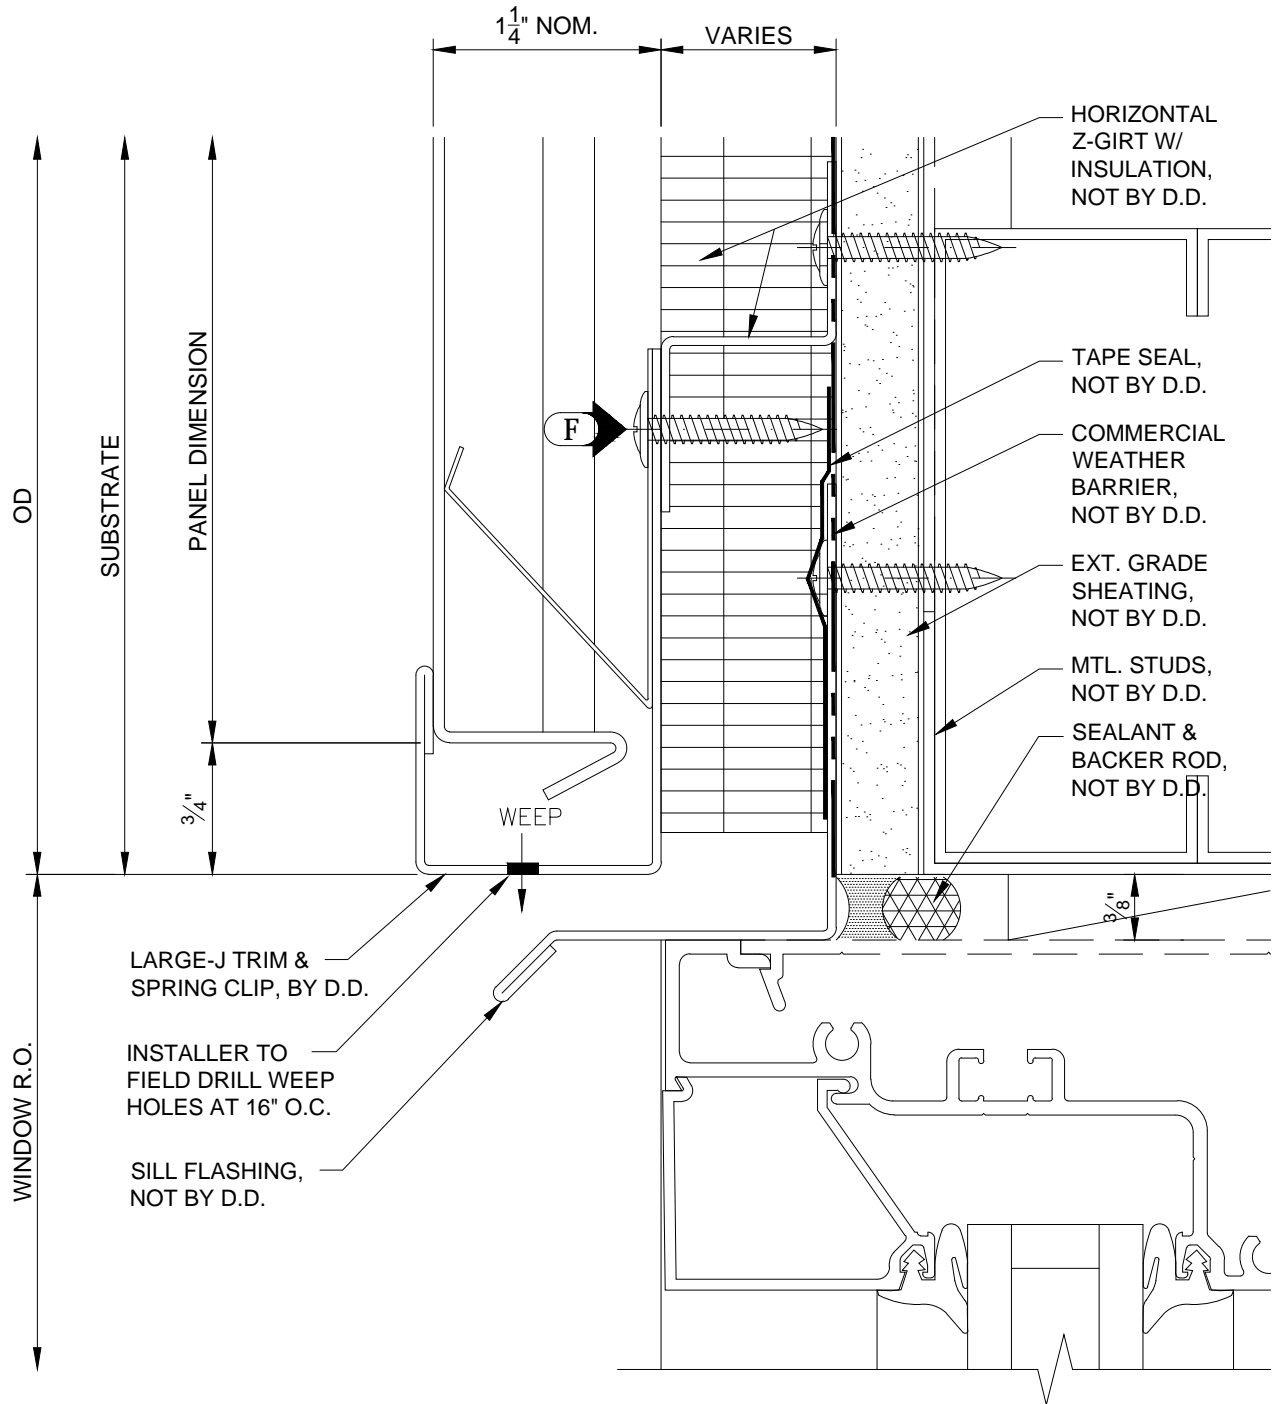 1 1/4" NOM.
VARIES
HORIZONTAL
Z-GIRT W/
INSULATION,
NOT BY D.D.
TAPE SEAL,
NOT BY D.D.
COMMERCIAL
WEATHER
BARRIER,
NOT BY D.D.
EXT. GRADE
SHEATING,
NOT BY D.D.
MTL. STUDS,
NOT BY D.D.
SEALANT &
BACKER ROD,
NOT BY D.D.
OD
SUBSTRATE
PANEL DIMENSION
F
3/4"
WEEP
3/8"
WINDOW R.O.
LARGE-J TRIM &
SPRING CLIP, BY D.D.
INSTALLER TO
FIELD DRILL WEEP
HOLES AT 16" O.C.
SILL FLASHING,
NOT BY D.D.